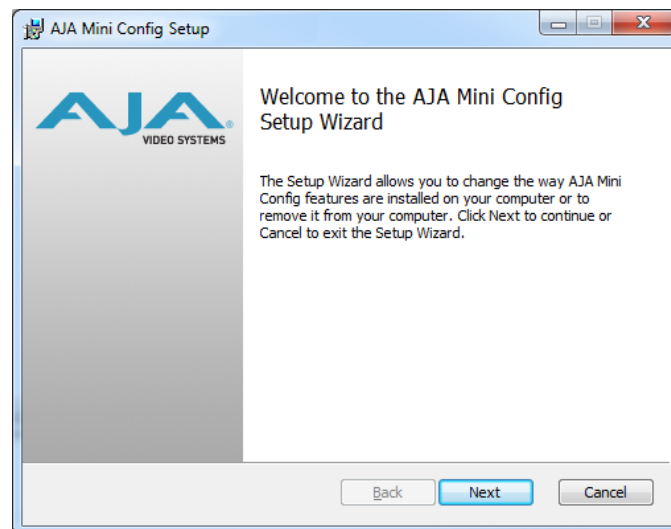 AJA Mini Config Setup
AJA®
VIDEO SYSTEMS
Welcome to the AJA Mini Config
Setup Wizard
The Setup Wizard allows you to change the way AJA Mini
Config features are installed on your computer or to
remove it from your computer. Click Next to continue or
Cancel to exit the Setup Wizard.
Back
Next
Cancel